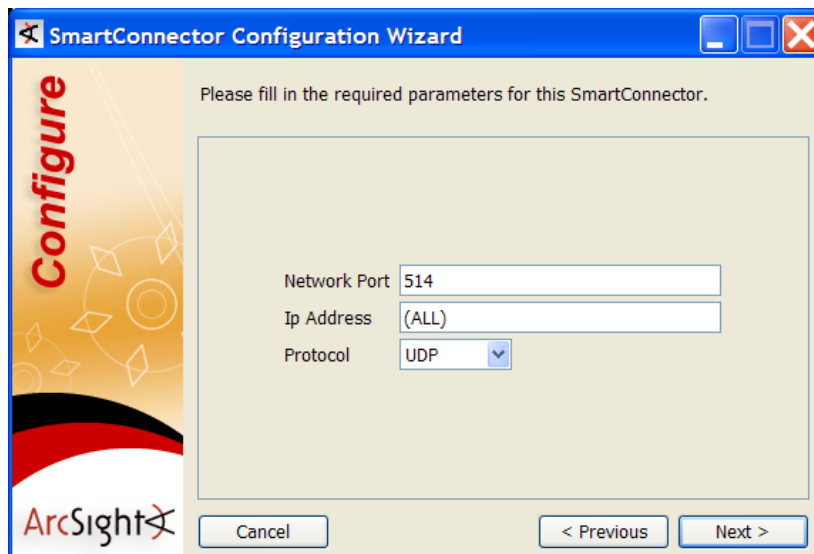 SmartConnector Configuration Wizard
Configure
Please fill in the required parameters for this SmartConnector.
Network Port 514
Ip Address (ALL)
Protocol UDP
ArcSight
Cancel < Previous Next >